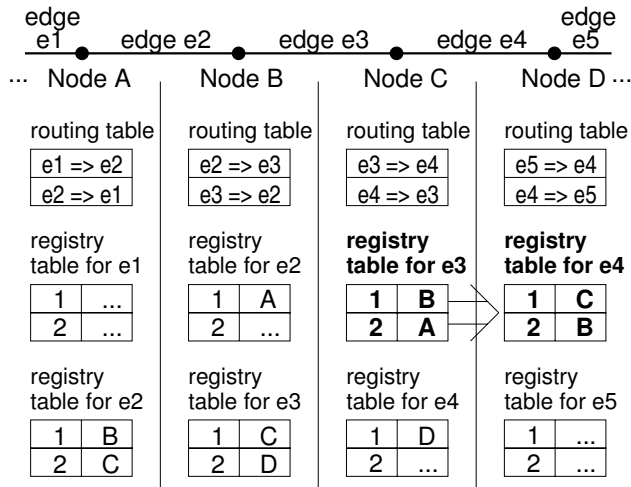 edge edge
e1 edge e2 edge e3 edge e4 e5
... Node A Node B Node C Node D ...
routing table routing table routing table routing table
e1 => e2 e2 => e3 e3 => e4 e5 => e4
e2 => e1 e3 => e2 e4 => e3 e4 => e5
registry registry registry registry
table for e1 table for e2 table for e3 table for e4
1 ... 1 A 1 B 1 C
2 ... 2 ... 2 A 2 B
registry registry registry registry
table for e2 table for e3 table for e4 table for e5
1 B 1 C 1 D 1 ...
2 C 2 D 2 ... 2 ...